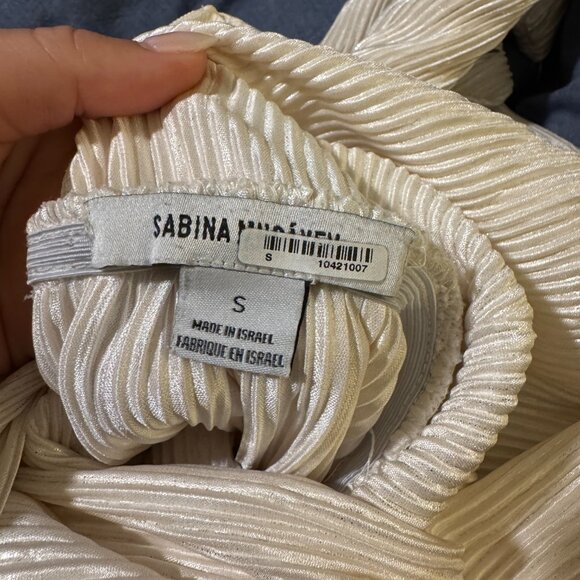 SABINA
S 10421007
S
MADE IN ISRAEL
FABRIQUE EN ISRAEL